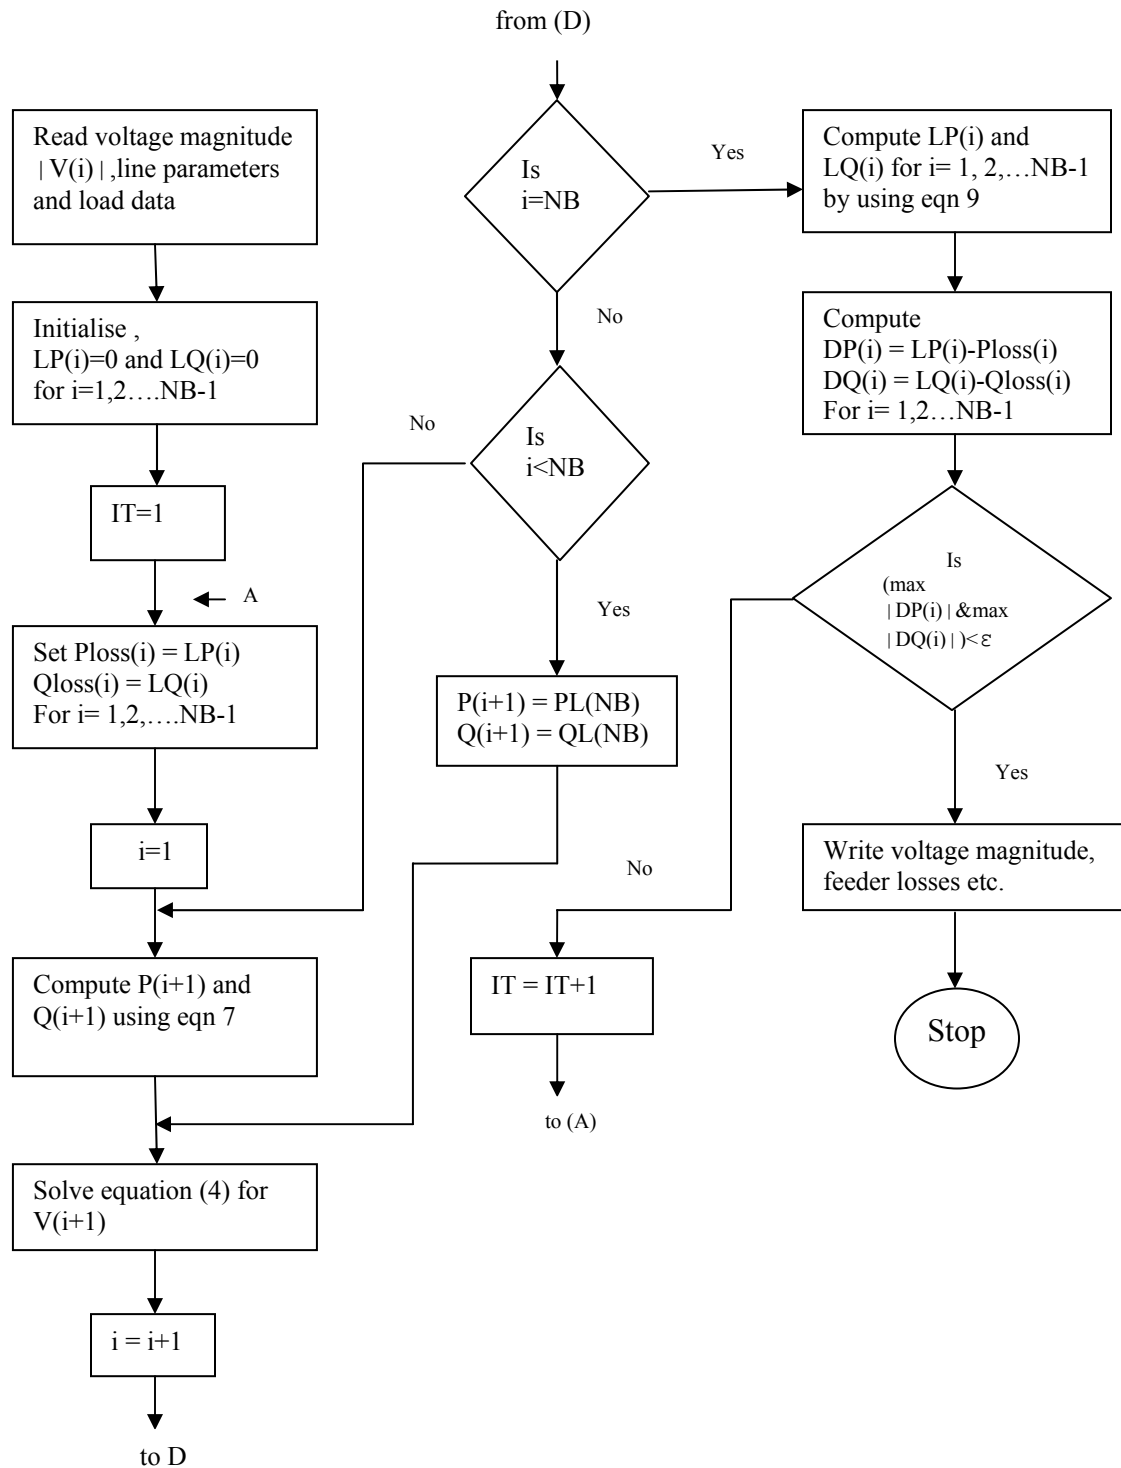 from (D)
Read voltage magnitude
| V(i) | ,line parameters
and load data
Initialise ,
LP(i)=0 and LQ(i)=0
for i=1,2….NB-1
IT=1
A
Set Ploss(i) = LP(i)
Qloss(i) = LQ(i)
For i= 1,2,….NB-1
i=1
Compute P(i+1) and
Q(i+1) using eqn 7
Solve equation (4) for
V(i+1)
i = i+1
to D
Is
i=NB
Yes
No
Is
i<NB
No
Yes
P(i+1) = PL(NB)
Q(i+1) = QL(NB)
No
IT = IT+1
to (A)
Compute LP(i) and
LQ(i) for i= 1, 2,…NB-1
by using eqn 9
Compute
DP(i) = LP(i)-Ploss(i)
DQ(i) = LQ(i)-Qloss(i)
For i= 1,2…NB-1
Is
(max
| DP(i) | &max
| DQ(i) | )<ε
Yes
Write voltage magnitude,
feeder losses etc.
Stop